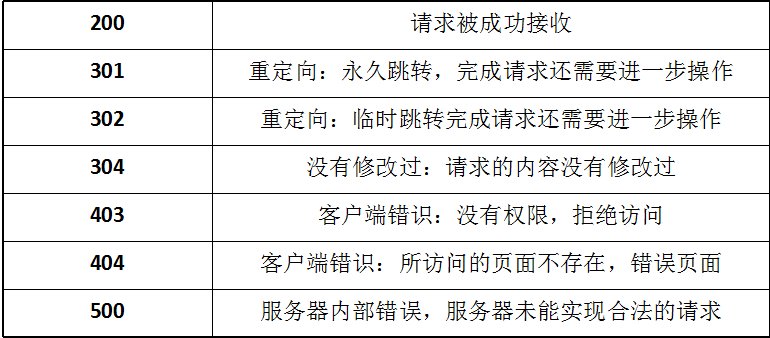 200 请求被成功接收
301 重定向：永久跳转，完成请求还需要进一步操作
302 重定向：临时跳转完成请求还需要进一步操作
304 没有修改过：请求的内容没有修改过
403 客户端错识：没有权限，拒绝访问
404 客户端错识：所访问的页面不存在，错误页面
500 服务器内部错误，服务器未能实现合法的请求